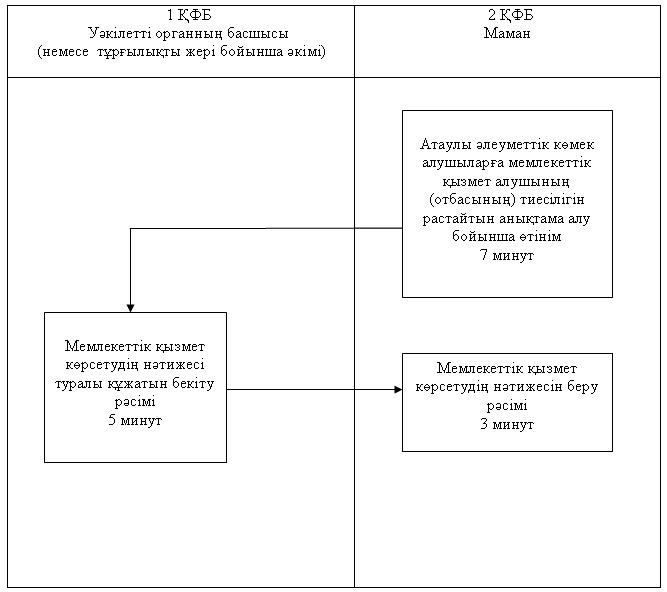 1 ҚФБ
Уәкілетті органның басшысы
(немесе тұрғылықты жері бойынша әкімі)
2 ҚФБ
Маман
Атаулы әлеуметтік көмек
алушыларға мемлекеттік
қызмет алушының
(отбасының) тиесілігін
растайтын анықтама алу
бойынша өтінім
7 минут
Мемлекеттік қызмет
көрсетудің нәтижесі
туралы құжатын бекіту
рәсімі
5 минут
Мемлекеттік қызмет
көрсетудің нәтижесін беру
рәсімі
3 минут